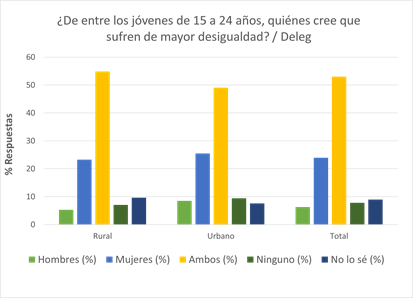 ¿De entre los jóvenes de 15 a 24 años, quiénes cree que
sufren de mayor desigualdad? / Deleg
% Respuestas
60
50
40
30
20
10
0
Rural Urbano Total
Hombres (%) Mujeres (%) Ambos (%) Ninguno (%) No lo sé (%)